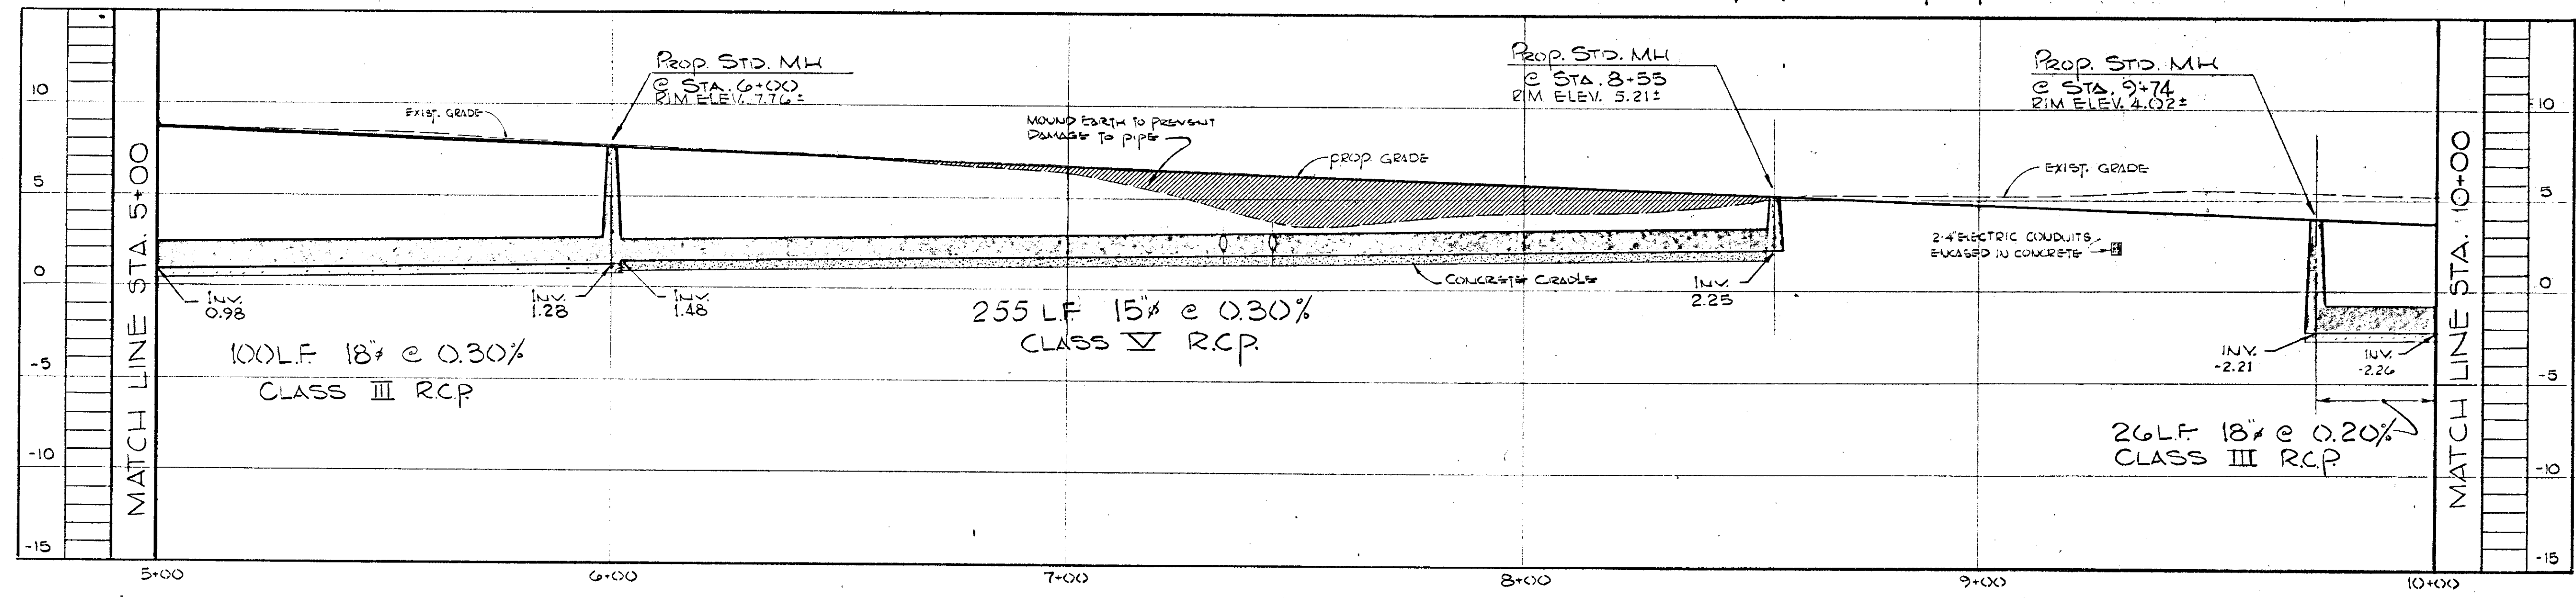 PROP. STD. MH
@ STA. 6+00
RIM ELEV. 7.76±
PROP. STD. MH
@ STA. 8+55
RIM ELEV. 5.21±
PROP. STD. MH
@ STA. 9+74
RIM ELEV. 4.02±
EXIST. GRADE
MOUND EARTH TO PREVENT
DAMAGE TO PIPE
PROP. GRADE
EXIST. GRADE
10
5
0
-5
-10
-15
MATCH LINE STA. 5+00
2-4" ELECTRIC CONDUITS
ENCASED IN CONCRETE
CONCRETE CRADLE
INV.
0.98
INV.
1.28
INV.
1.48
INV.
2.25
INV.
-2.21
INV.
-2.26
100 L.F. 18"ø @ 0.30%
CLASS III R.C.P.
255 L.F. 15"ø @ 0.30%
CLASS V R.C.P.
26 L.F. 18"ø @ 0.20%
CLASS III R.C.P.
MATCH LINE STA. 10+00
10
5
0
-5
-10
-15
5+00
6+00
7+00
8+00
9+00
10+00